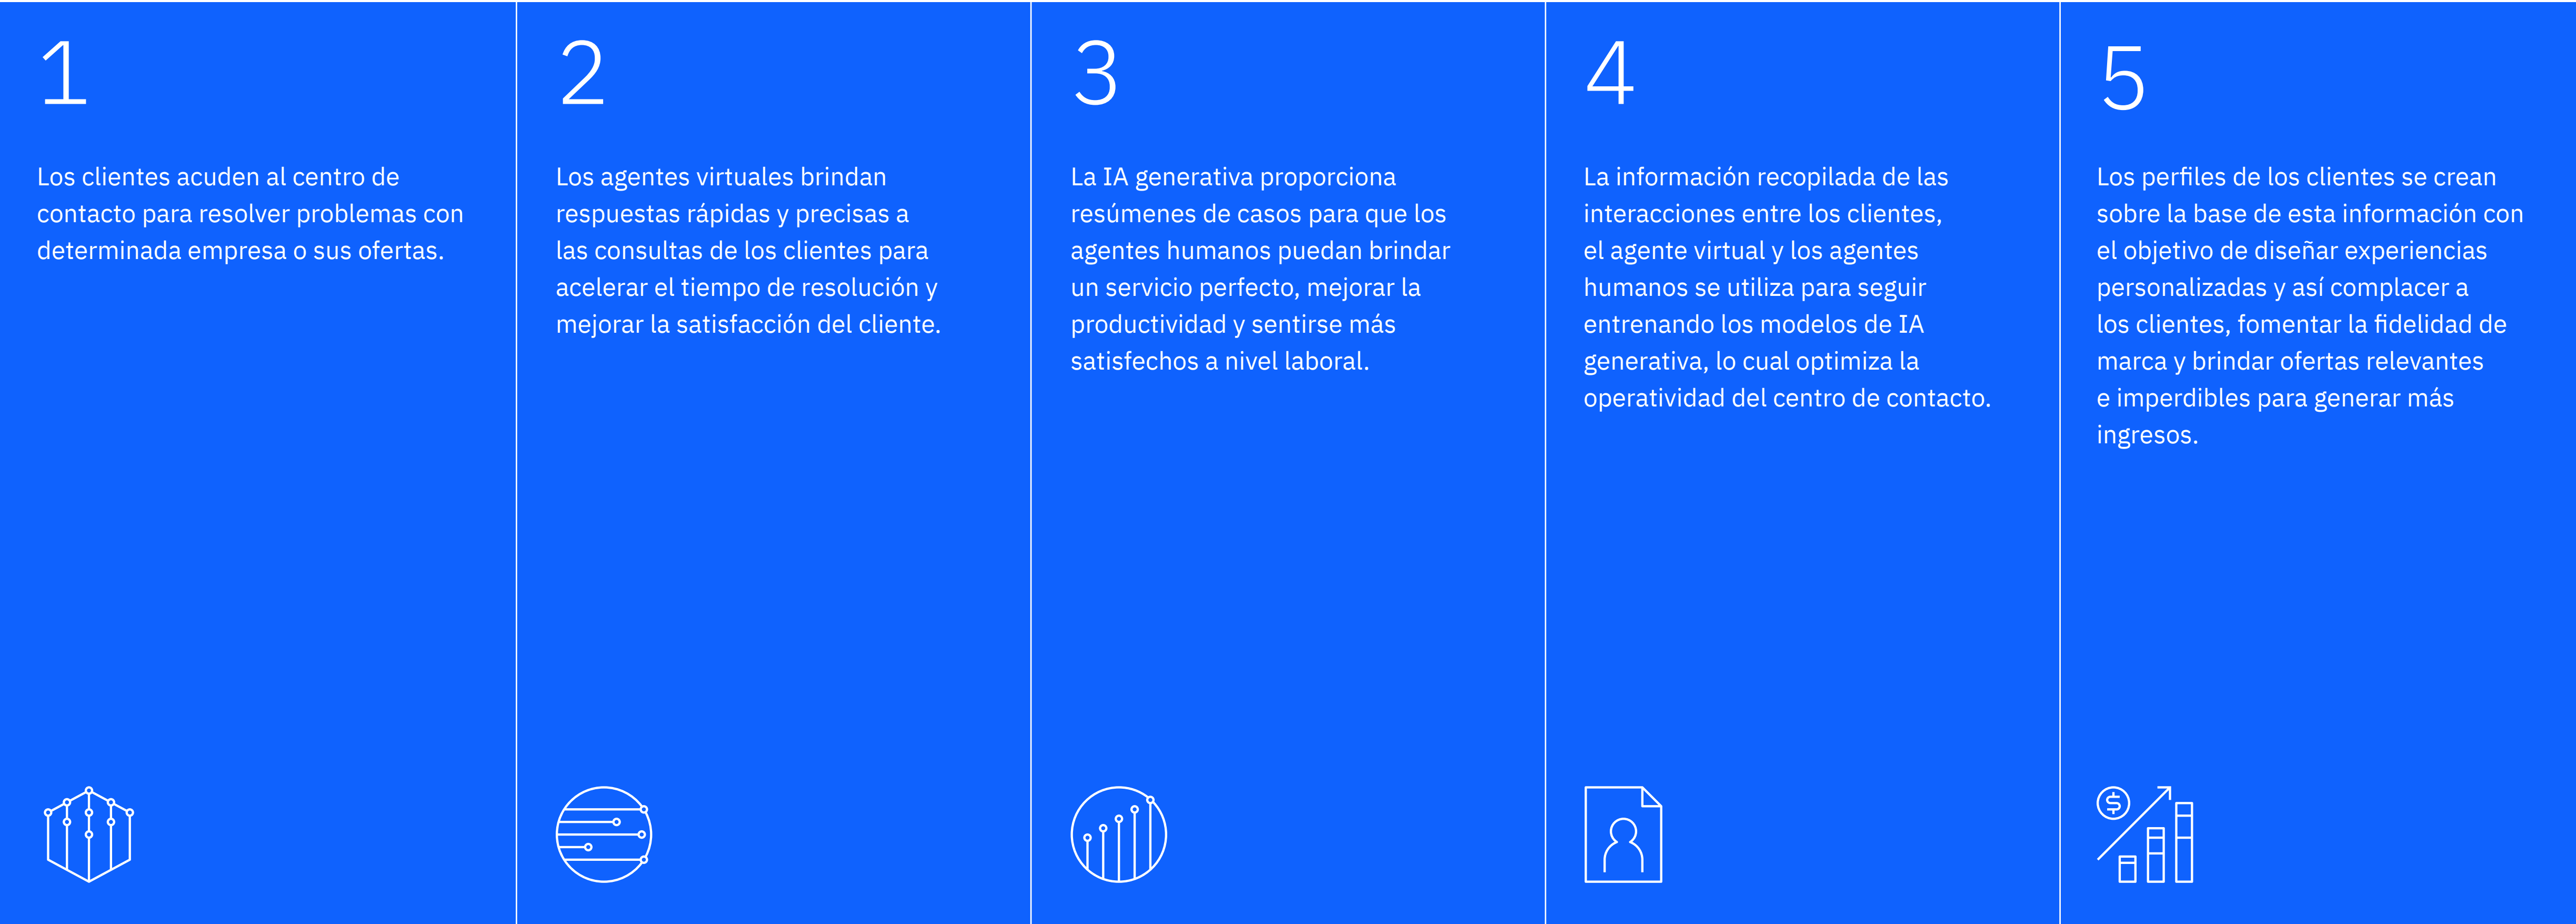 1
Los clientes acuden al centro de
contacto para resolver problemas con
determinada empresa o sus ofertas.
2
Los agentes virtuales brindan
respuestas rápidas y precisas a
las consultas de los clientes para
acelerar el tiempo de resolución y
mejorar la satisfacción del cliente.
3
La IA generativa proporciona
resúmenes de casos para que los
agentes humanos puedan brindar
un servicio perfecto, mejorar la
productividad y sentirse más
satisfechos a nivel laboral.
4
La información recopilada de las
interacciones entre los clientes,
el agente virtual y los agentes
humanos se utiliza para seguir
entrenando los modelos de IA
generativa, lo cual optimiza la
operatividad del centro de contacto.
5
Los perfiles de los clientes se crean
sobre la base de esta información con
el objetivo de diseñar experiencias
personalizadas y así complacer a
los clientes, fomentar la fidelidad de
marca y brindar ofertas relevantes
e imperdibles para generar más
ingresos.
$